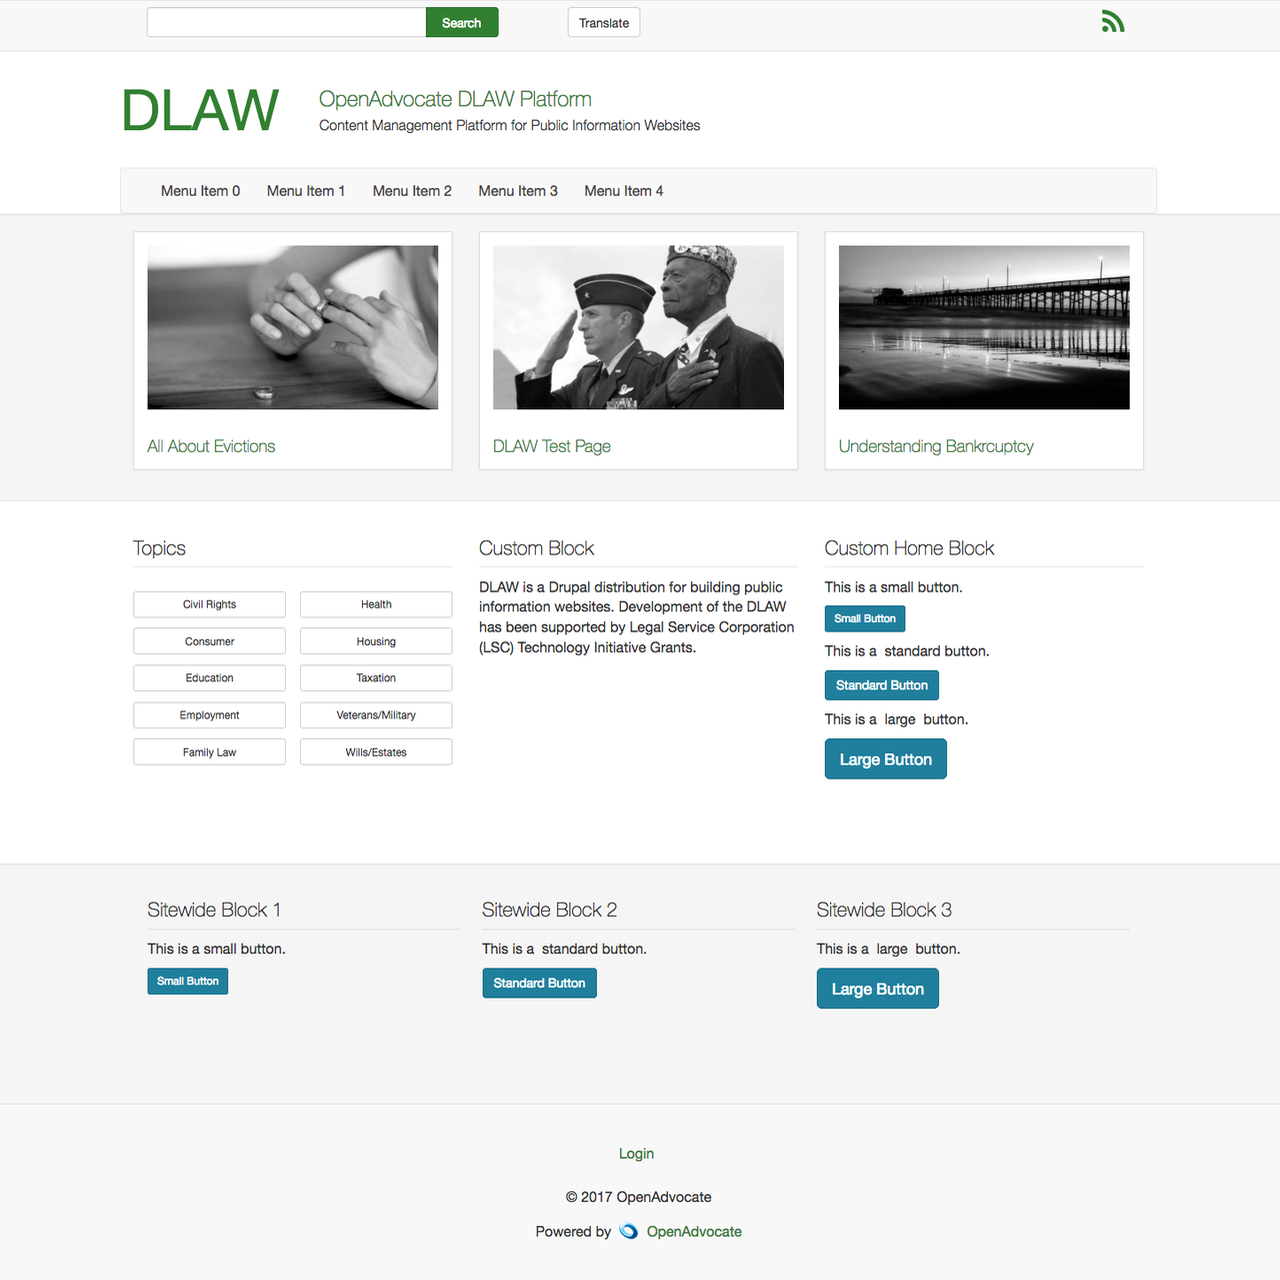 Search
Translate
DLAW
OpenAdvocate DLAW Platform
Content Management Platform for Public Information Websites
Menu Item 0
Menu Item 1
Menu Item 2
Menu Item 3
Menu Item 4
All About Evictions
DLAW Test Page
Understanding Bankrcuptcy
Topics
Civil Rights
Health
Consumer
Housing
Education
Taxation
Employment
Veterans/Military
Family Law
Wills/Estates
Custom Block
DLAW is a Drupal distribution for building public
information websites. Development of the DLAW
has been supported by Legal Service Corporation
(LSC) Technology Initiative Grants.
Custom Home Block
This is a small button.
Small Button
This is a standard button.
Standard Button
This is a large button.
Large Button
Sitewide Block 1
This is a small button.
Small Button
Sitewide Block 2
This is a standard button.
Standard Button
Sitewide Block 3
This is a large button.
Large Button
Login
© 2017 OpenAdvocate
Powered by OpenAdvocate